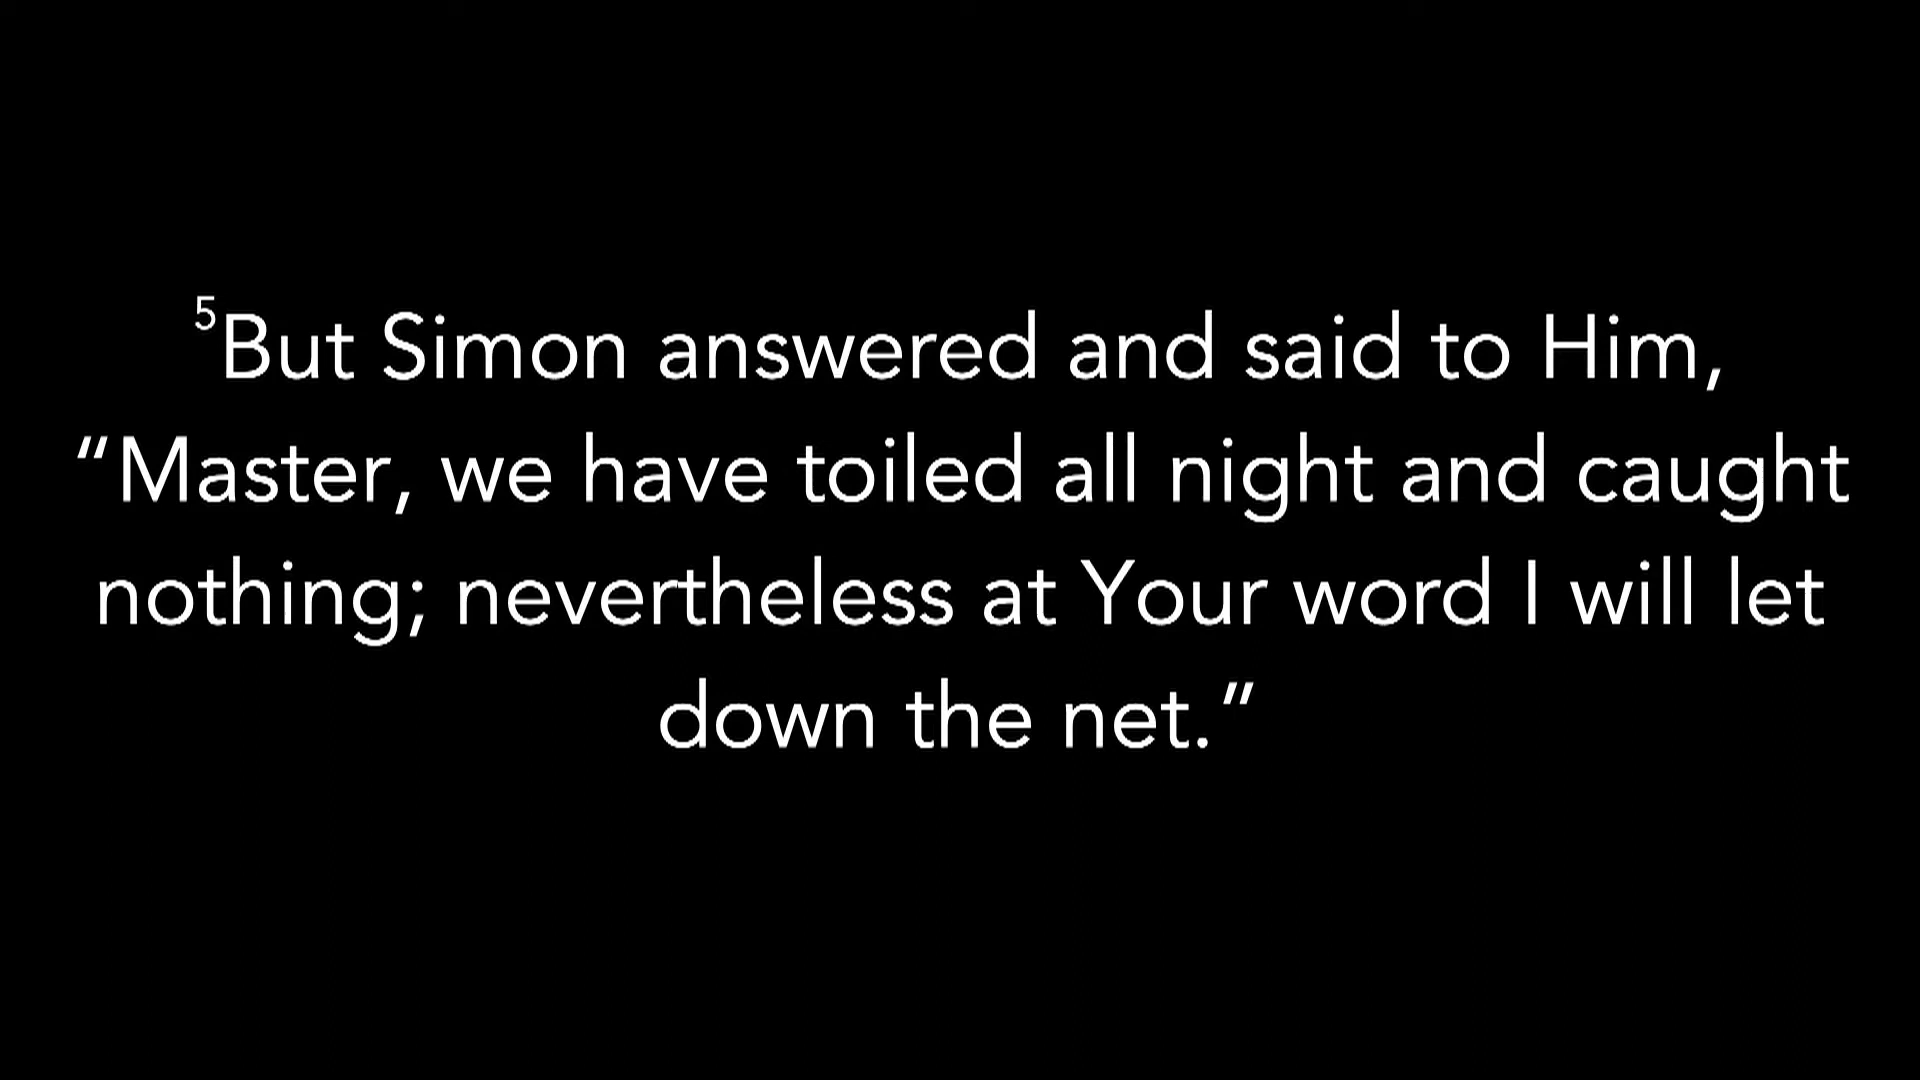 ⁵But Simon answered and said to Him,
“Master, we have toiled all night and caught
nothing; nevertheless at Your word I will let
down the net.”